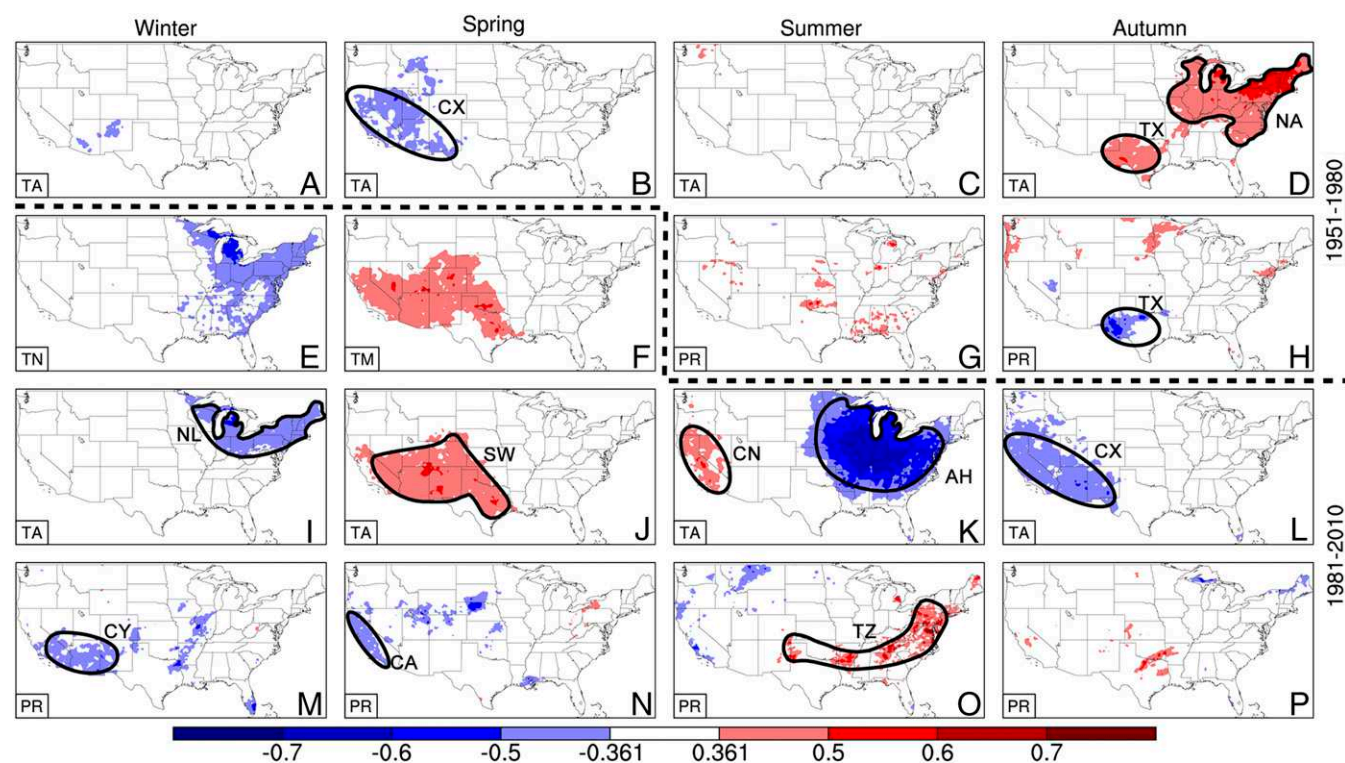 Winter Spring Summer Autumn
TA A
CX TA B
TA C
TX NA TA D
1951-1980
TN E
TM F
PR G
TX PR H
NL TA I
SW TA J
CN AH TA K
CX TA L
1981-2010
CY PR M
CA PR N
TZ PR O
PR P
-0.7 -0.6 -0.5 -0.361 0.361 0.5 0.6 0.7